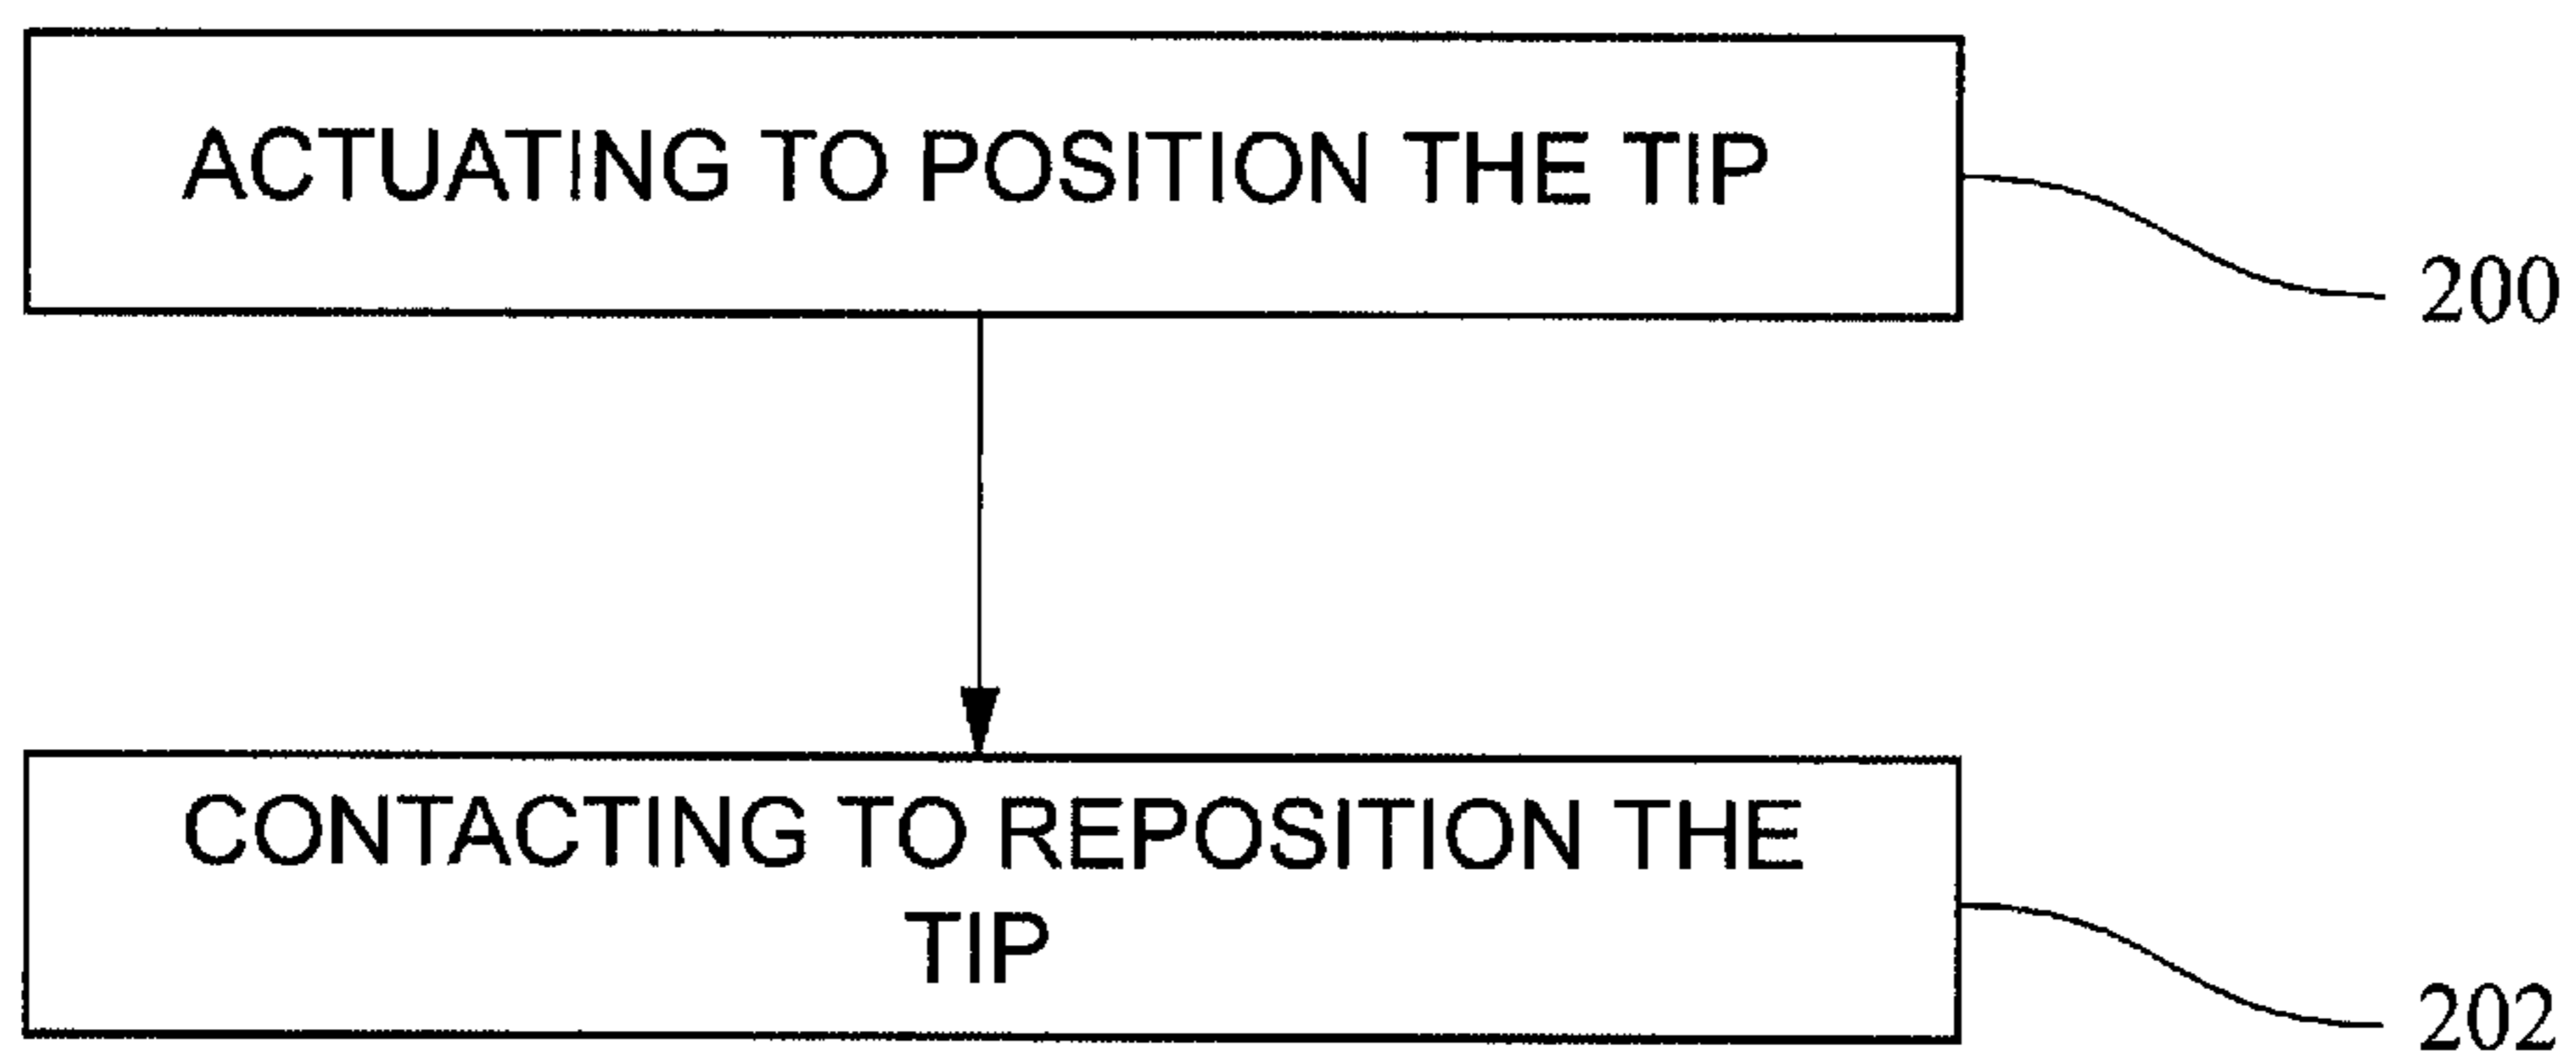 ACTUATING TO POSITION THE TIP
200
CONTACTING TO REPOSITION THE
TIP
202